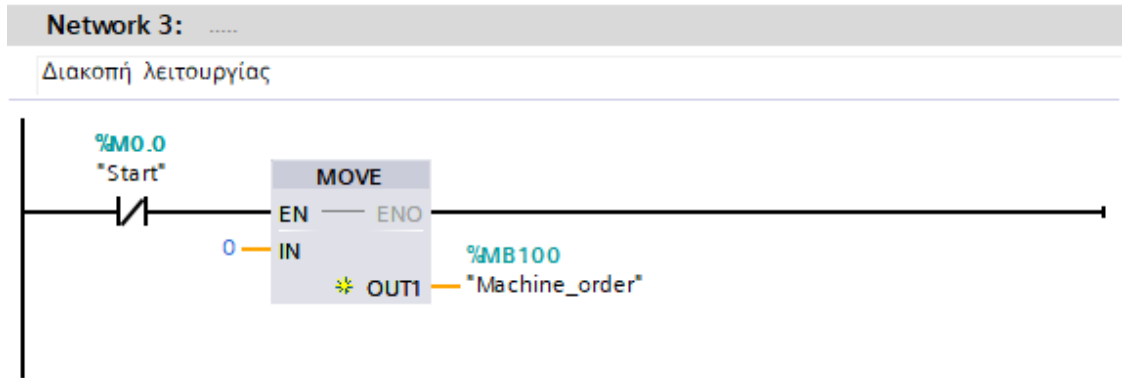 Network 3: .....
Διακοπή λειτουργίας
%M0.0
"Start"
MOVE
EN ENO
0 IN
%MB100
OUT1 "Machine_order"